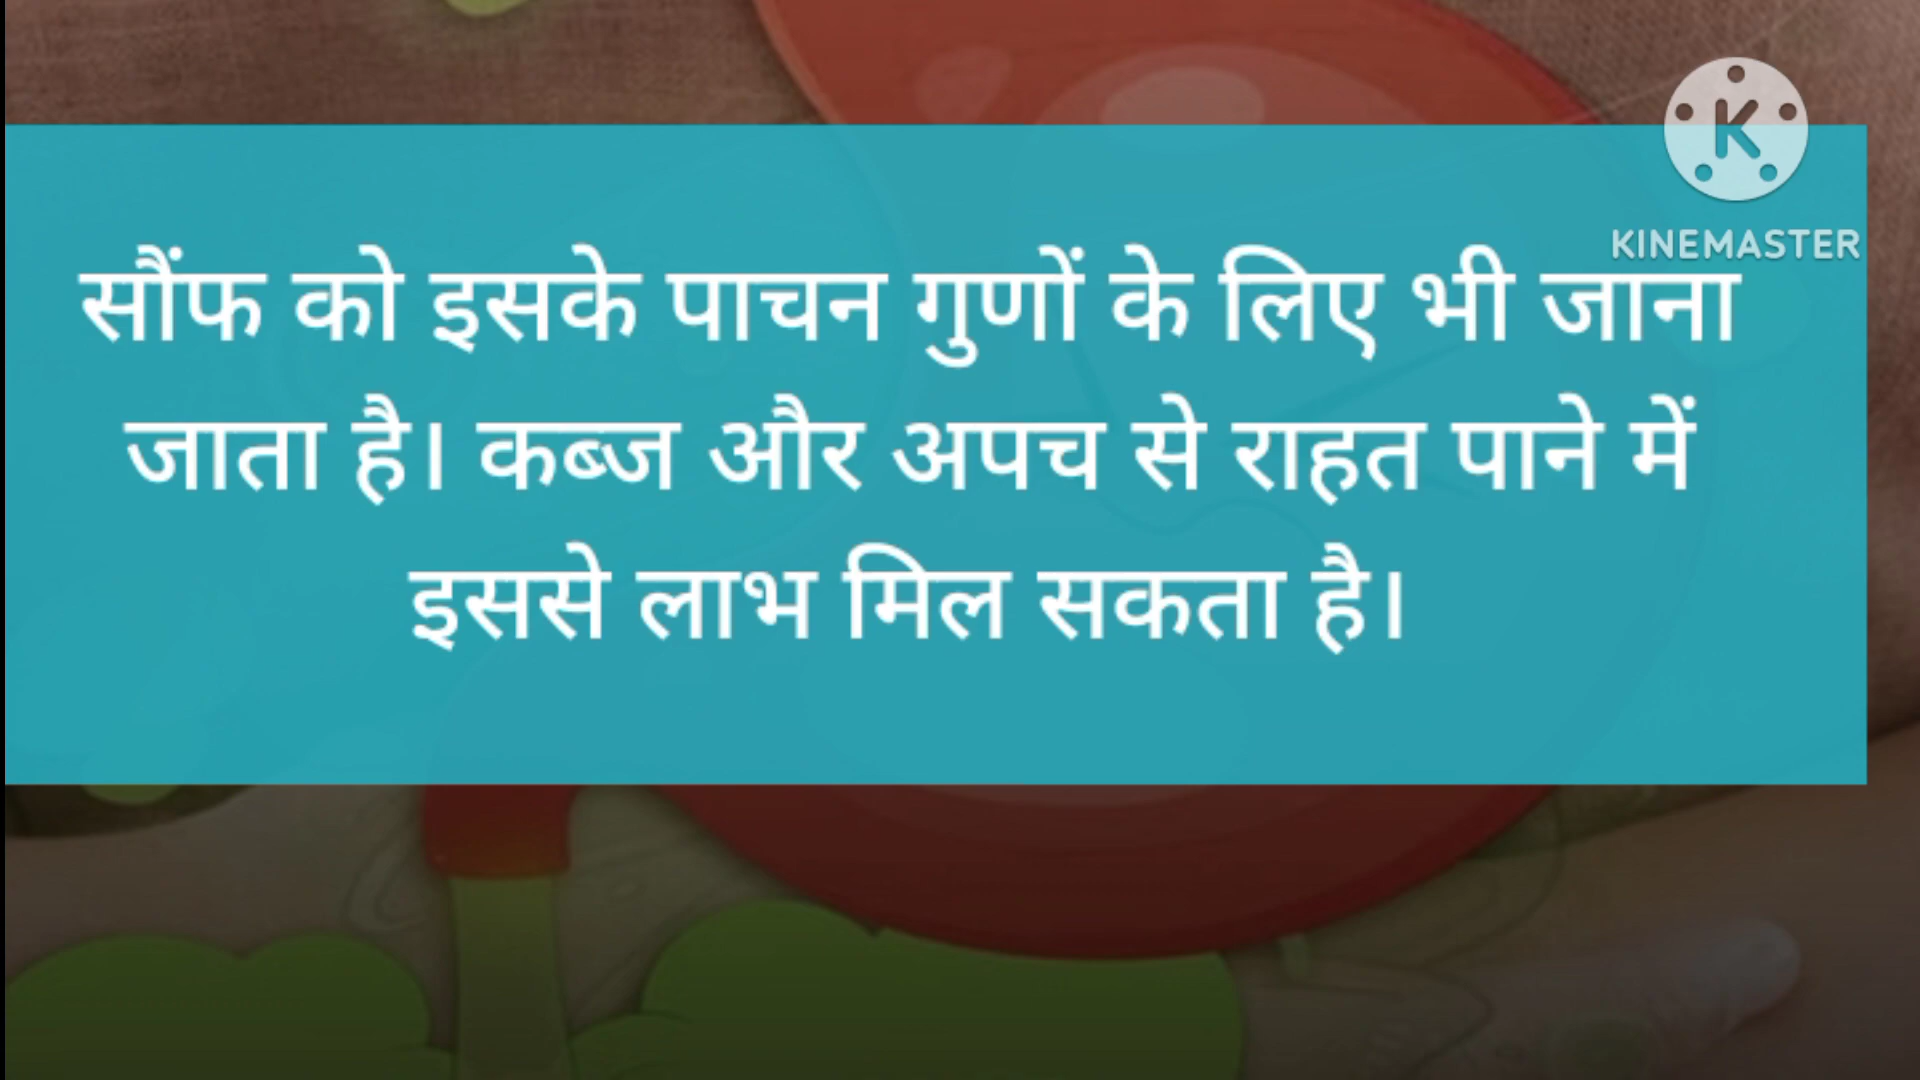 KINEMASTER
सौंफ को इसके पाचन गुणों के लिए भी जाना
जाता है। कब्ज और अपच से राहत पाने में
इससे लाभ मिल सकता है।